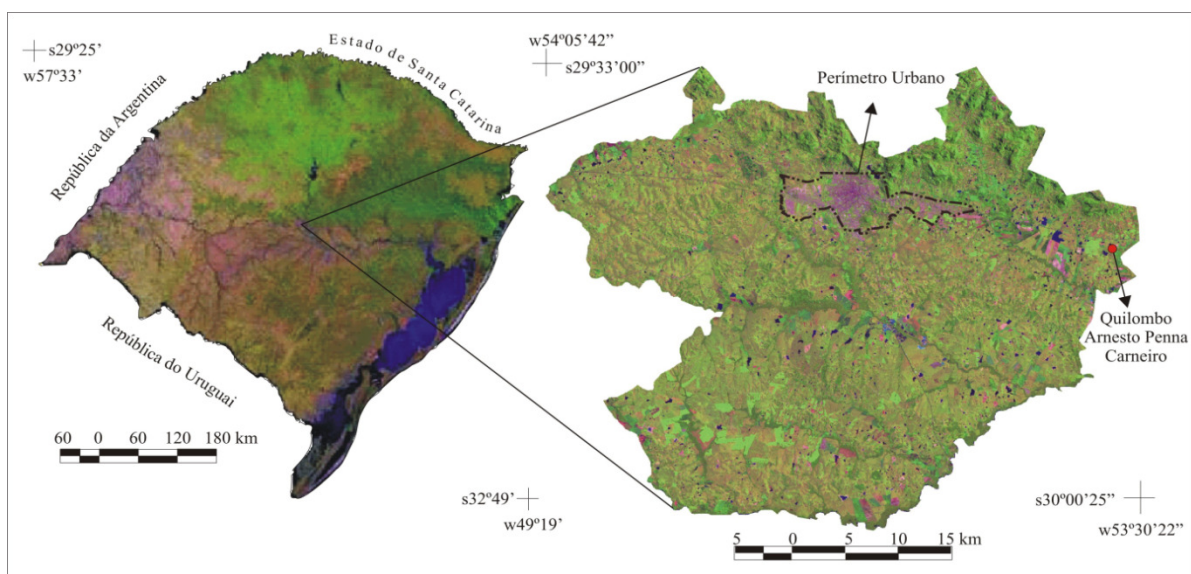 s29º25’
w57º33’
Estado de Santa Catarina
República da Argentina
República do Uruguai
60 0 60 120 180 km
s32º49’
w49º19’
w54º05’42”
s29º33’00”
Perímetro Urbano
Quilombo
Arnesto Penna
Carneiro
s30º00’25”
w53º30’22”
5 0 5 10 15 km